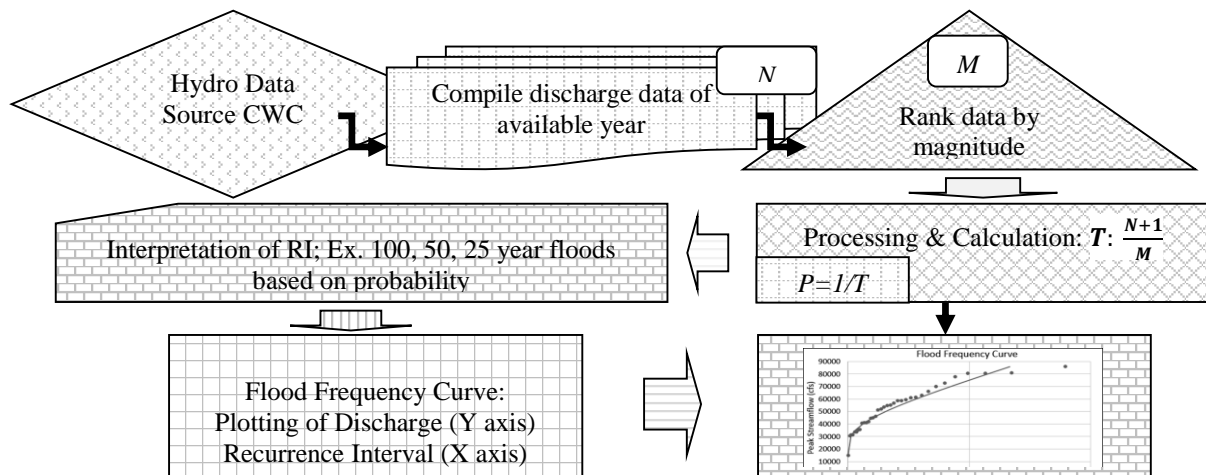 Hydro Data
Source CWC
N
Compile discharge data of
available year
M
Rank data by
magnitude
Processing & Calculation: T: N+1/M
P=1/T
Interpretation of RI; Ex. 100, 50, 25 year floods
based on probability
Flood Frequency Curve:
Plotting of Discharge (Y axis)
Recurrence Interval (X axis)
Flood Frequency Curve
Peak Streamflow (cfs)
90000
80000
70000
60000
50000
40000
30000
20000
10000